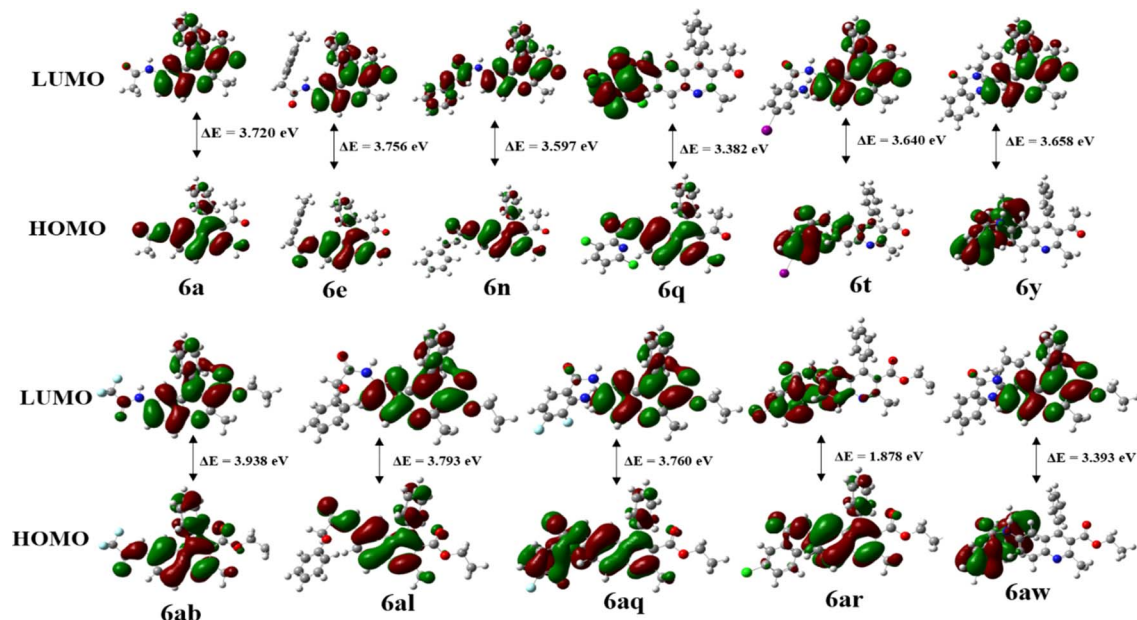 LUMO
ΔE = 3.720 eV
ΔE = 3.756 eV
ΔE = 3.597 eV
ΔE = 3.382 eV
ΔE = 3.640 eV
ΔE = 3.658 eV
HOMO
6a
6e
6n
6q
6t
6y
LUMO
ΔE = 3.938 eV
ΔE = 3.793 eV
ΔE = 3.760 eV
ΔE = 1.878 eV
ΔE = 3.393 eV
HOMO
6ab
6al
6aq
6ar
6aw